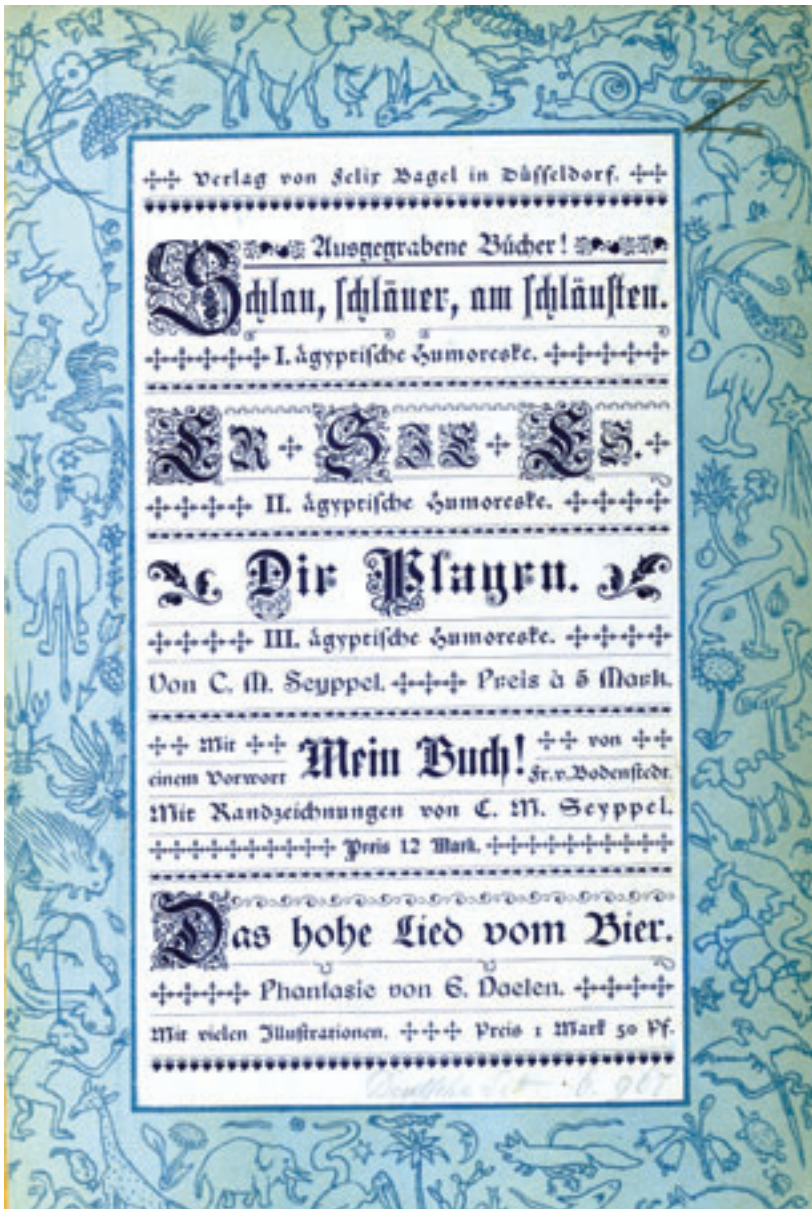 Verlag von Felix Bagel in Düsseldorf.
Ausgegrabene Bücher!
Schlau, schläuer, am schläusten.
I. ägyptische Humoreske.
Er + Sie + Es. +
II. ägyptische Humoreske.
Die Plagen.
III. ägyptische Humoreske.
Von C. M. Seyppel. Preis à 5 Mark.
Mit einem Vorwort Mein Buch! von Fr. v. Bodenstedt.
Mit Randzeichnungen von C. M. Seyppel.
Preis 12 Mark.
Das hohe Lied vom Bier.
Phantasie von E. Daelen.
Mit vielen Illustrationen. Preis 1 Mark 50 Pf.